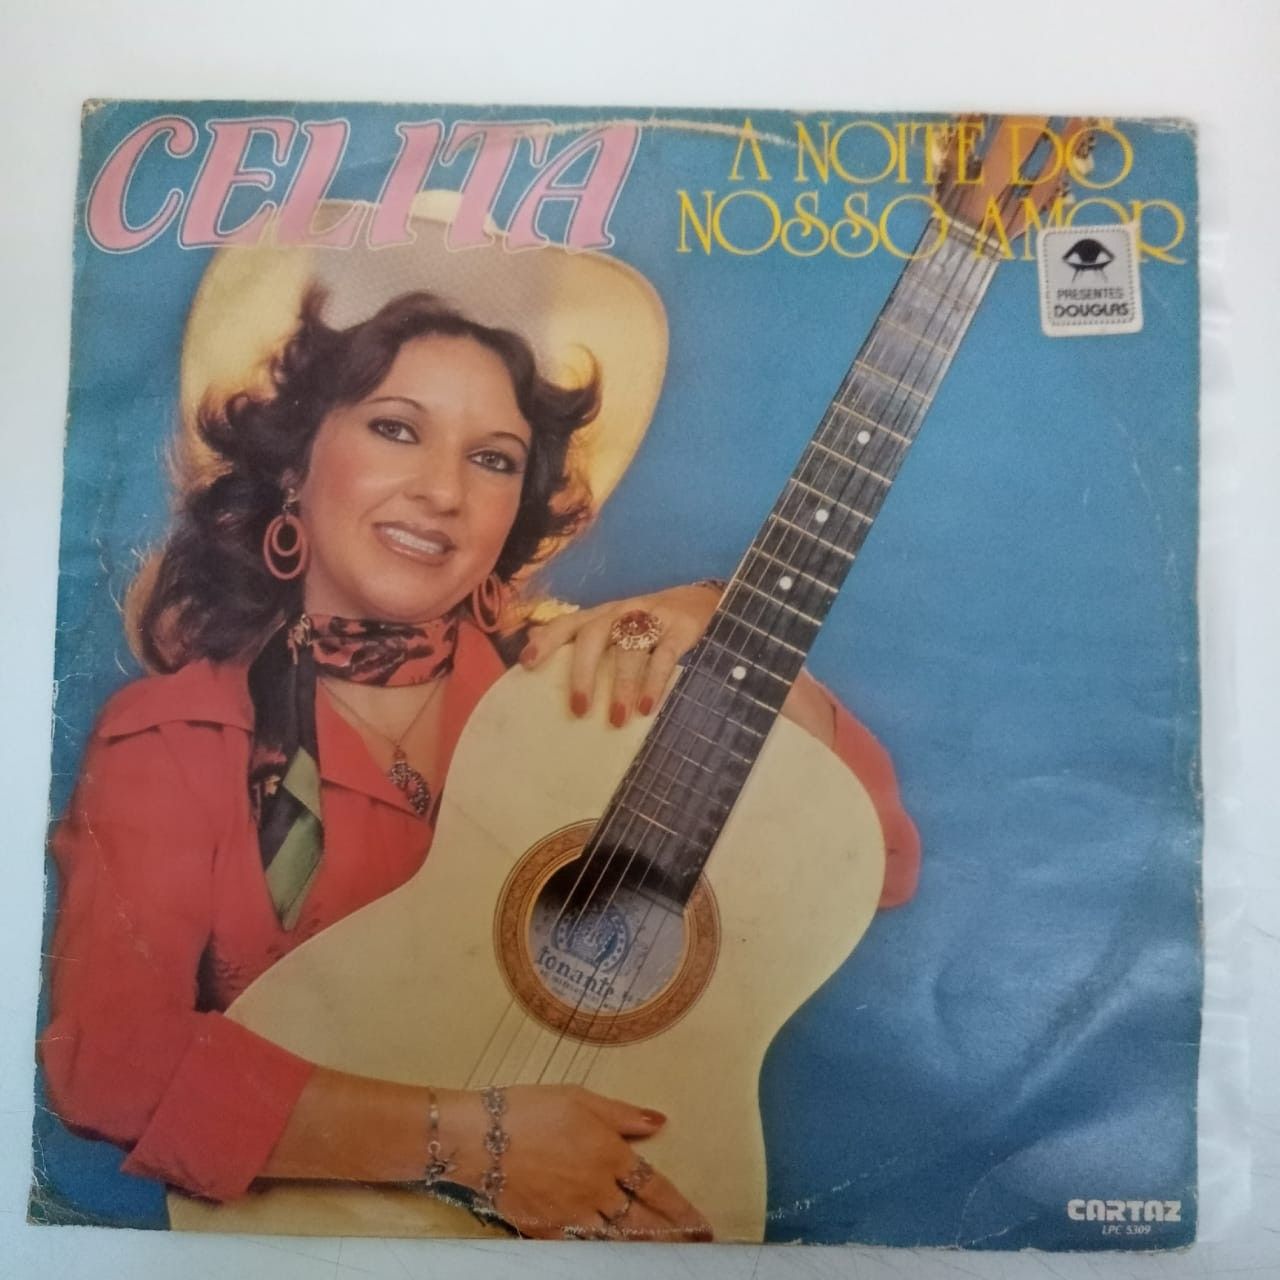 CELITA
A NOITE DO
NOSSO AMOR
PRESENTES
DOUGLAS
tonante
CARTAZ
LPC 5309